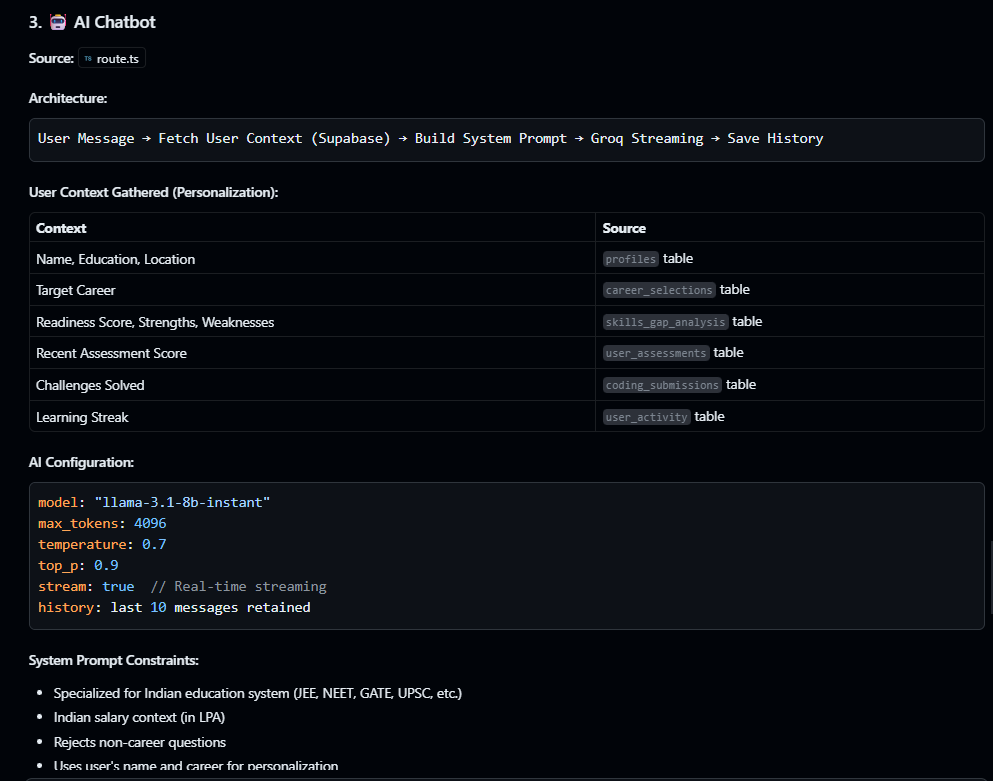 3. 🤖 AI Chatbot
Source: TS route.ts
Architecture:
User Message → Fetch User Context (Supabase) → Build System Prompt → Groq Streaming → Save History
User Context Gathered (Personalization):
Context Source
Name, Education, Location profiles table
Target Career career_selections table
Readiness Score, Strengths, Weaknesses skills_gap_analysis table
Recent Assessment Score user_assessments table
Challenges Solved coding_submissions table
Learning Streak user_activity table
AI Configuration:
model: "llama-3.1-8b-instant"
max_tokens: 4096
temperature: 0.7
top_p: 0.9
stream: true // Real-time streaming
history: last 10 messages retained
System Prompt Constraints:
• Specialized for Indian education system (JEE, NEET, GATE, UPSC, etc.)
• Indian salary context (in LPA)
• Rejects non-career questions
• Uses user's name and career for personalization